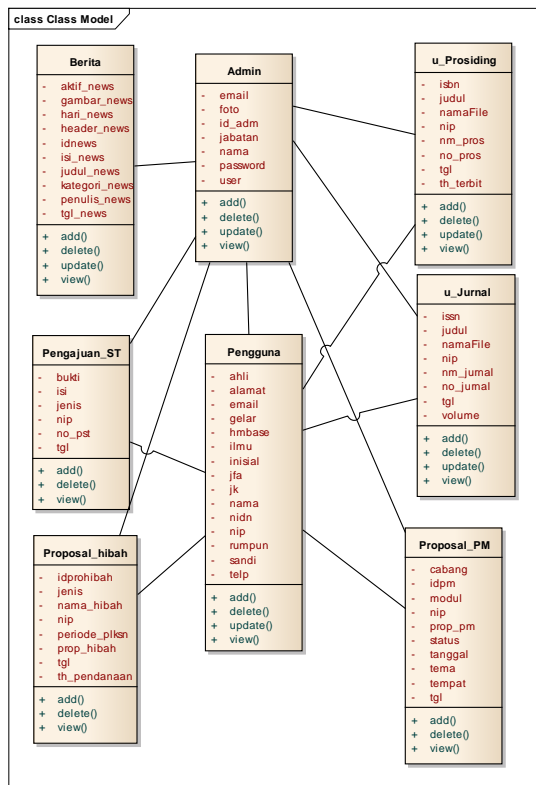 class Class Model
Berita
- aktif_news
- gambar_news
- hari_news
- header_news
- idnews
- isi_news
- judul_news
- kategori_news
- penulis_news
- tgl_news
+ add()
+ delete()
+ update()
+ view()
Admin
- email
- foto
- id_adm
- jabatan
- nama
- password
- user
+ add()
+ delete()
+ update()
+ view()
u_Prosiding
- isbn
- judul
- namaFile
- nip
- nm_pros
- no_pros
- tgl
- th_terbit
+ add()
+ delete()
+ update()
+ view()
u_Jurnal
- issn
- judul
- namaFile
- nip
- nm_jurnal
- no_jurnal
- tgl
- volume
+ add()
+ delete()
+ update()
+ view()
Pengajuan_ST
- bukti
- isi
- jenis
- nip
- no_pst
- tgl
+ add()
+ delete()
+ view()
Pengguna
- ahli
- alamat
- email
- gelar
- hmbase
- ilmu
- inisial
- jfa
- jk
- nama
- nidn
- nip
- rumpun
- sandi
- telp
+ add()
+ delete()
+ update()
+ view()
Proposal_hibah
- idprohibah
- jenis
- nama_hibah
- nip
- periode_plksn
- prop_hibah
- tgl
- th_pendanaan
+ add()
+ delete()
+ view()
Proposal_PM
- cabang
- idpm
- modul
- nip
- prop_pm
- status
- tanggal
- tema
- tempat
- tgl
+ add()
+ delete()
+ view()